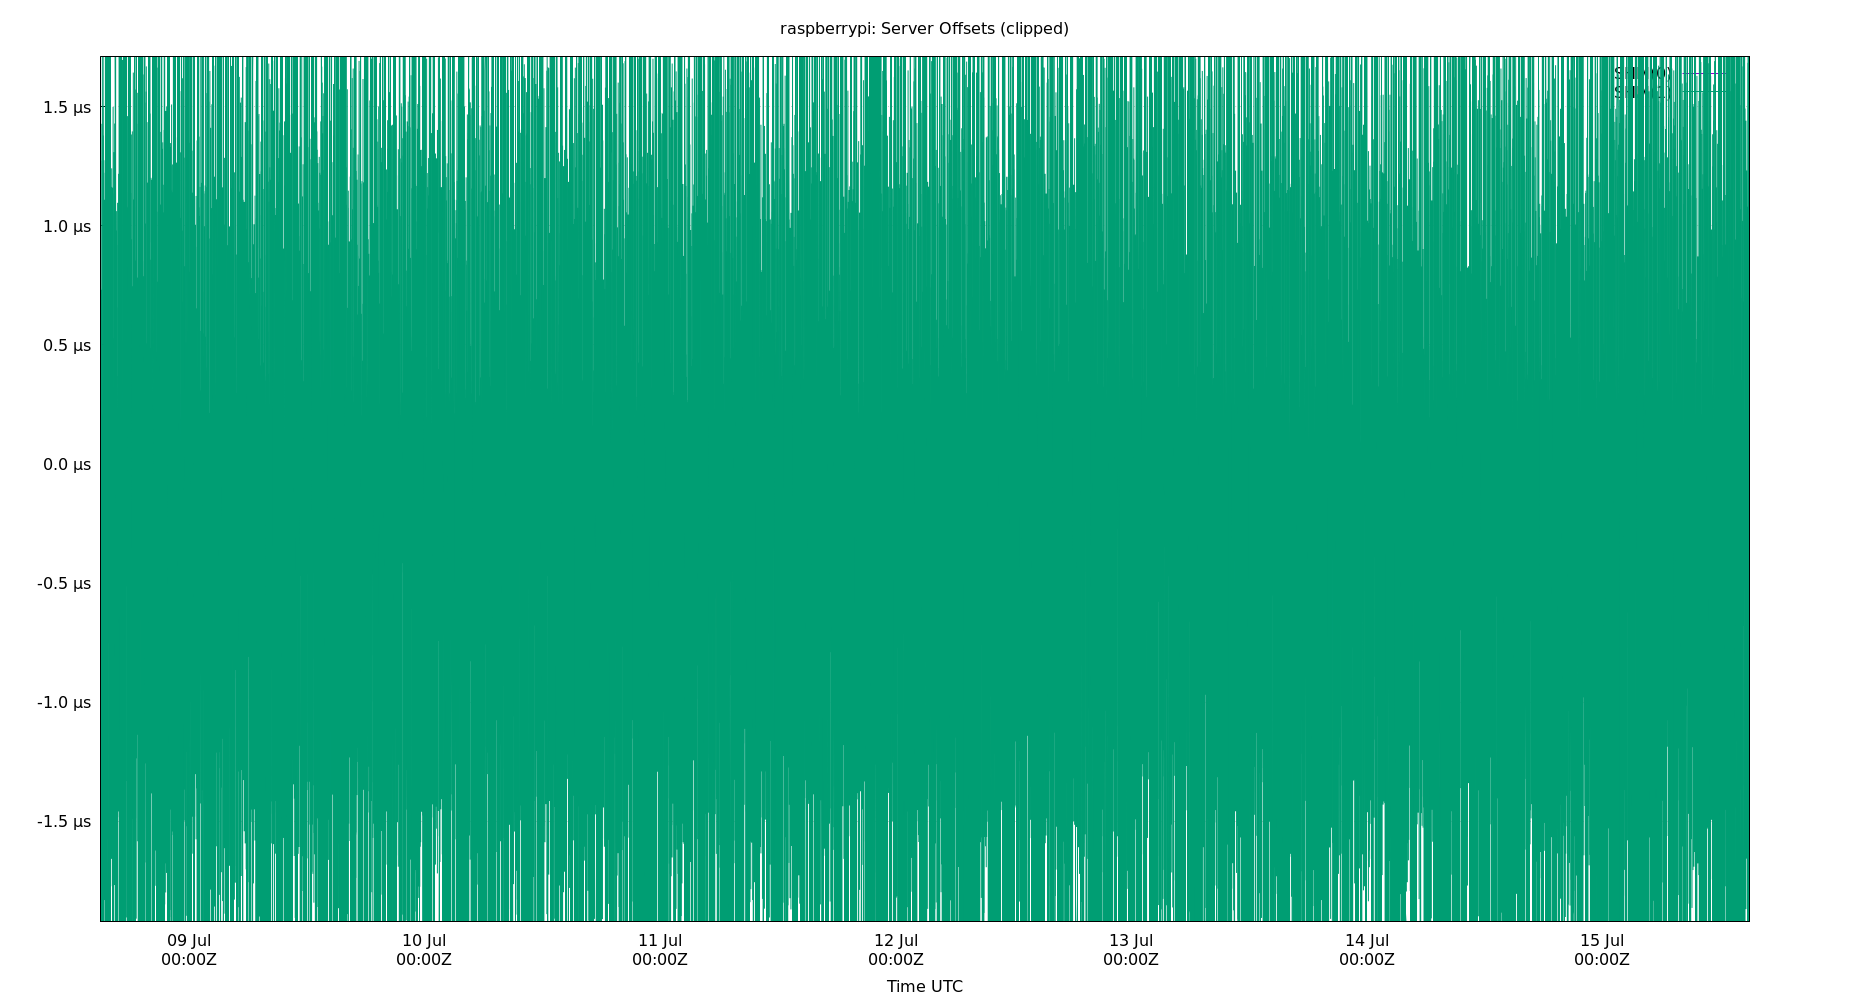 raspberrypi: Server Offsets (clipped)
1.5 µs
1.0 µs
0.5 µs
0.0 µs
-0.5 µs
-1.0 µs
-1.5 µs
09 Jul
00:00Z
10 Jul
00:00Z
11 Jul
00:00Z
12 Jul
00:00Z
13 Jul
00:00Z
14 Jul
00:00Z
15 Jul
00:00Z
Time UTC